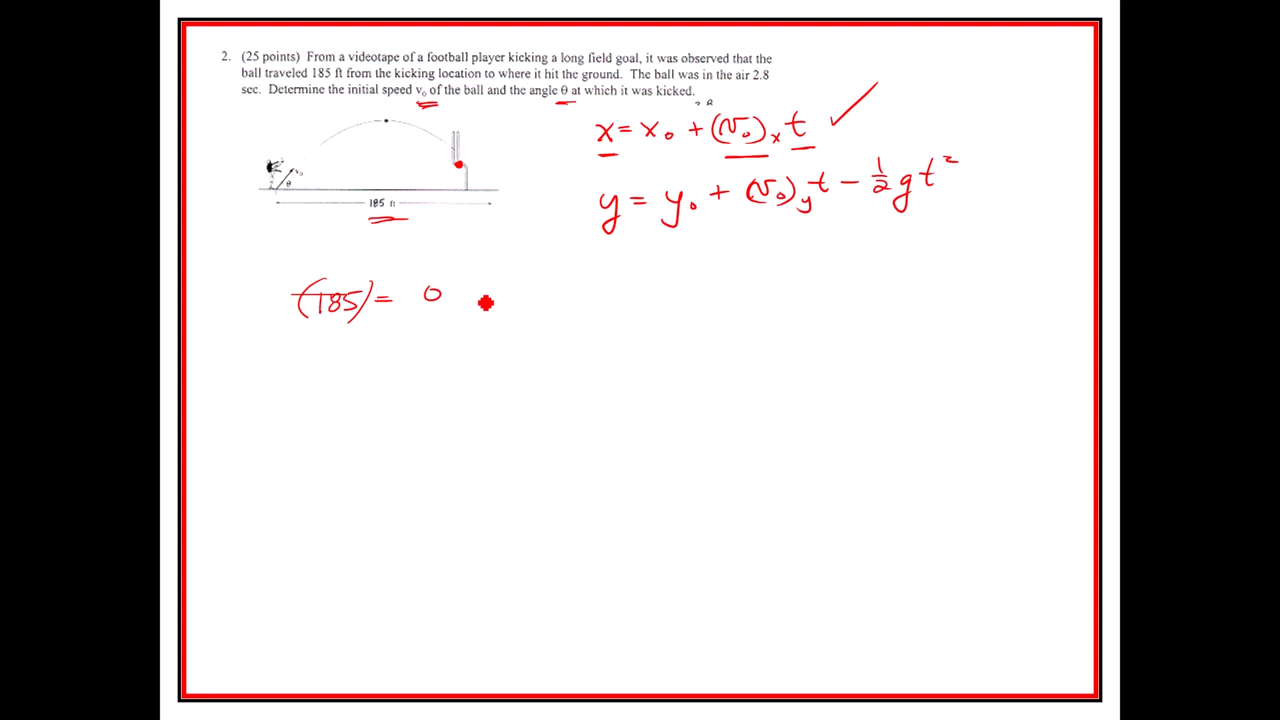 2. (25 points) From a videotape of a football player kicking a long field goal, it was observed that the
ball traveled 185 ft from the kicking location to where it hit the ground. The ball was in the air 2.8
sec. Determine the initial speed v₀ of the ball and the angle θ at which it was kicked.
x = x₀ + (v₀)ₓ t ✓
y = y₀ + (v₀)y t - ½ g t²
v₀
θ
185 ft
(185) = 0